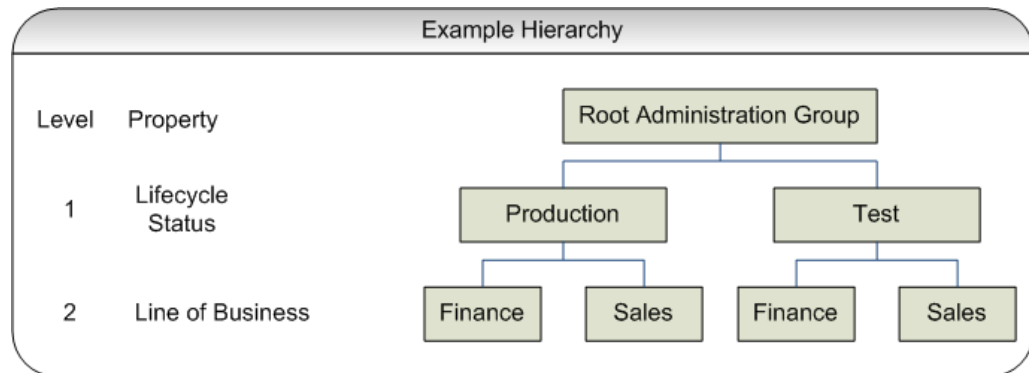 Example Hierarchy
Level Property Root Administration Group
1 Lifecycle Status Production Test
2 Line of Business Finance Sales Finance Sales